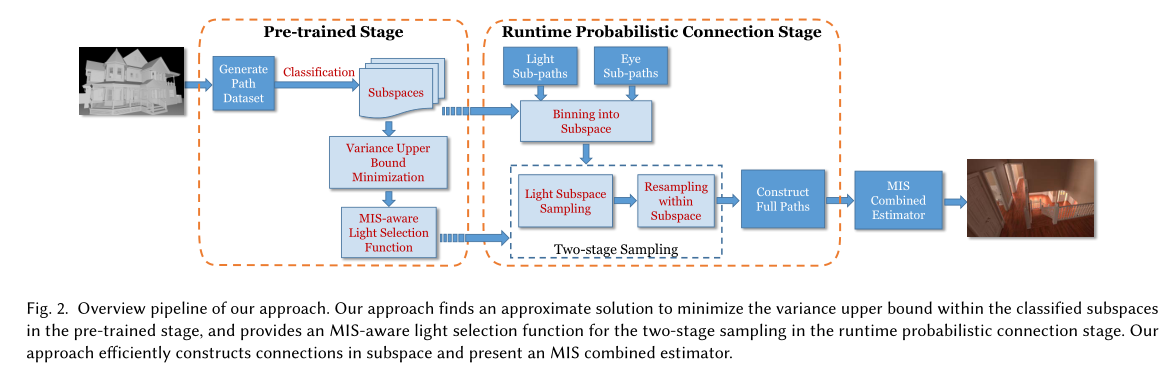 Pre-trained Stage
Generate
Path
Dataset
Classification
Subspaces
Variance Upper
Bound
Minimization
MIS-aware
Light Selection
Function
Runtime Probabilistic Connection Stage
Light
Sub-paths
Eye
Sub-paths
Binning into
Subspace
Light Subspace
Sampling
Resampling
within
Subspace
Two-stage Sampling
Construct
Full Paths
MIS
Combined
Estimator
Fig. 2. Overview pipeline of our approach. Our approach finds an approximate solution to minimize the variance upper bound within the classified subspaces
in the pre-trained stage, and provides an MIS-aware light selection function for the two-stage sampling in the runtime probabilistic connection stage. Our
approach efficiently constructs connections in subspace and present an MIS combined estimator.